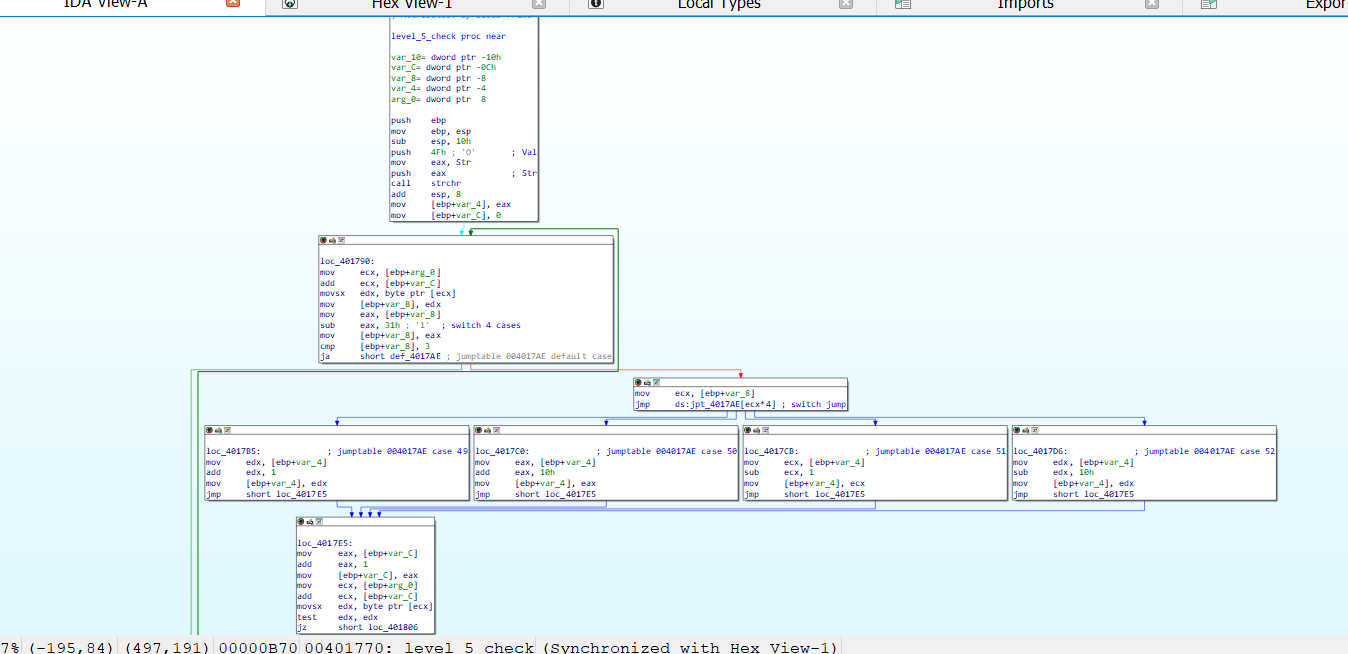 IDA View-A Hex View-1 Local Types Imports Expor
level_5_check proc near
var_10= dword ptr -10h
var_C= dword ptr -0Ch
var_8= dword ptr -8
var_4= dword ptr -4
arg_0= dword ptr  8
push    ebp
mov     ebp, esp
sub     esp, 10h
push    4Fh ; 'O'       ; Val
mov     eax, Str
push    eax             ; Str
call    strchr
add     esp, 8
mov     [ebp+var_4], eax
mov     [ebp+var_C], 0
loc_401790:
mov     ecx, [ebp+arg_0]
add     ecx, [ebp+var_C]
movsx   edx, byte ptr [ecx]
mov     [ebp+var_8], edx
mov     eax, [ebp+var_8]
sub     eax, 31h ; '1'  ; switch 4 cases
mov     [ebp+var_8], eax
cmp     [ebp+var_8], 3
ja      short def_4017AE ; jumptable 004017AE default case
mov     ecx, [ebp+var_8]
jmp     ds:jpt_4017AE[ecx*4] ; switch jump
loc_4017B5:             ; jumptable 004017AE case 49
mov     edx, [ebp+var_4]
add     edx, 1
mov     [ebp+var_4], edx
jmp     short loc_4017E5
loc_4017C0:             ; jumptable 004017AE case 50
mov     eax, [ebp+var_4]
add     eax, 10h
mov     [ebp+var_4], eax
jmp     short loc_4017E5
loc_4017CB:             ; jumptable 004017AE case 51
mov     ecx, [ebp+var_4]
sub     ecx, 1
mov     [ebp+var_4], ecx
jmp     short loc_4017E5
loc_4017D6:             ; jumptable 004017AE case 52
mov     edx, [ebp+var_4]
sub     edx, 10h
mov     [ebp+var_4], edx
jmp     short loc_4017E5
loc_4017E5:
mov     eax, [ebp+var_C]
add     eax, 1
mov     [ebp+var_C], eax
mov     ecx, [ebp+arg_0]
add     ecx, [ebp+var_C]
movsx   edx, byte ptr [ecx]
test    edx, edx
jz      short loc_401806
7% (-195,84) (497,191) 00000B70 00401770: level_5_check (Synchronized with Hex View-1)